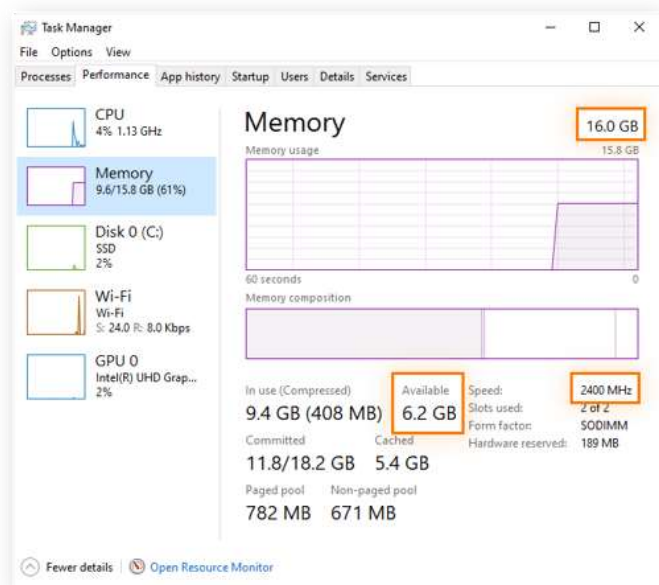 Task Manager
File Options View
Processes Performance App history Startup Users Details Services
CPU
4% 1.13 GHz
Memory
9.6/15.8 GB (61%)
Disk 0 (C:)
SSD
2%
Wi-Fi
Wi-Fi
S: 24.0 R: 8.0 Kbps
GPU 0
Intel(R) UHD Grap...
2%
Memory 16.0 GB
Memory usage 15.8 GB
60 seconds 0
Memory composition
In use (Compressed) Available
9.4 GB (408 MB) 6.2 GB
Committed Cached
11.8/18.2 GB 5.4 GB
Paged pool Non-paged pool
782 MB 671 MB
Speed: 2400 MHz
Slots used: 2 of 2
Form factor: SODIMM
Hardware reserved: 189 MB
Fewer details Open Resource Monitor